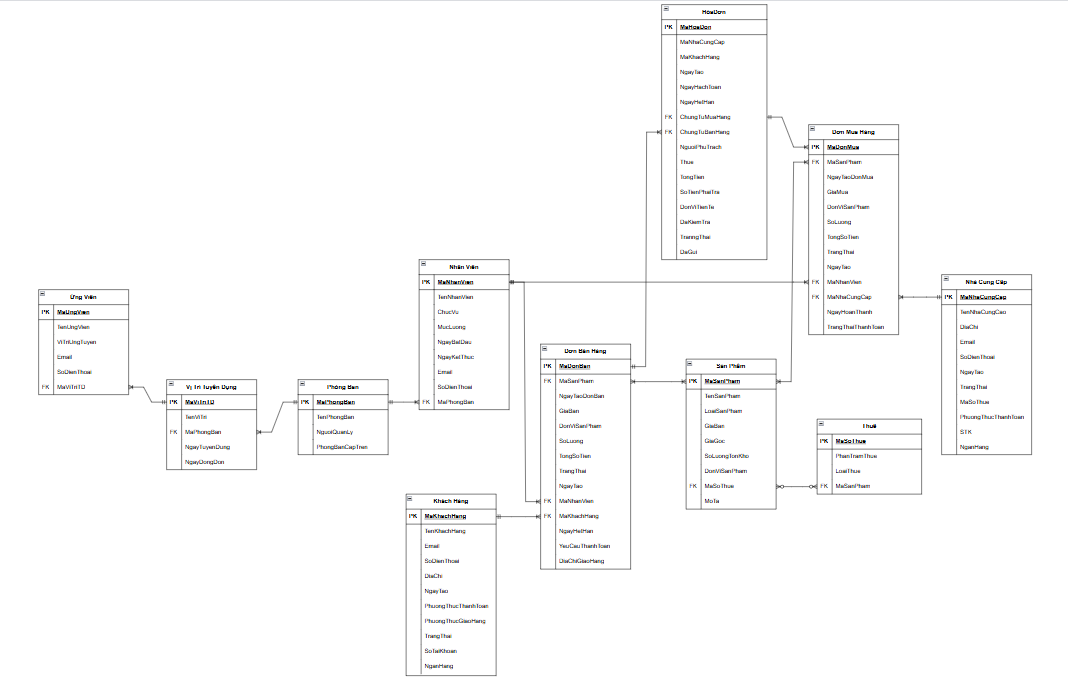 HóaĐơn
PK MaHoaDon
MaNhaCungCap
MaKhachHang
NgayTao
NgayHachToan
NgayHetHan
FK ChungTuMuaHang
FK ChungTuBanHang
NguoiPhuTrach
Thue
TongTien
SoTienPhaiTra
DonViTienTe
DaKiemTra
TranngThai
DaGoi
Đơn Mua Hàng
PK MaDonMua
FK MaSanPham
NgayTaoDonMua
GiaMua
DonViSanPham
SoLuong
TongSoTien
TrangThai
NgayTao
FK MaNhanVien
FK MaNhaCungCap
NgayHoanThanh
TrangThaiThanhToan
Nhà Cung Cấp
PK MaNhaCungCap
TenNhaCungCao
DiaChi
Email
SoDienThoai
NgayTao
TrangThai
MaSoThue
PhuongThucThanhToan
STK
NganHang
Nhân Viên
PK MaNhanVien
TenNhanVien
ChucVu
MucLuong
NgayBatDau
NgayKetThuc
Email
SoDienThoai
FK MaPhongBan
Ứng Viên
PK MaUngVien
TenUngVien
ViTriUngTuyen
Email
SoDienThoai
FK MaViTriTD
Vị Trí Tuyển Dụng
PK MaViTriTD
TenViTri
FK MaPhongBan
NgayTuyenDung
NgayDongDon
Phòng Ban
PK MaPhongBan
TenPhongBan
NguoiQuanLy
PhongBanCapTren
Đơn Bán Hàng
PK MaDonBan
FK MaSanPham
NgayTaoDonBan
GiaBan
DonViSanPham
SoLuong
TongSoTien
TrangThai
NgayTao
FK MaNhanVien
FK MaKhachHang
NgayHetHan
YeuCauThanhToan
DiaChiGiaoHang
Sản Phẩm
PK MaSanPham
TenSanPham
LoaiSanPham
GiaBan
GiaGoc
SoLuongTonKho
DonViSanPham
FK MaSoThue
MoTa
Thuế
PK MaSoThue
PhanTramThue
LoaiThue
FK MaSanPham
Khách Hàng
PK MaKhachHang
TenKhachHang
Email
SoDienThoai
DiaChi
NgayTao
PhuongThucThanhToan
PhuongThucGiaoHang
TrangThai
SoTaiKhoan
NganHang